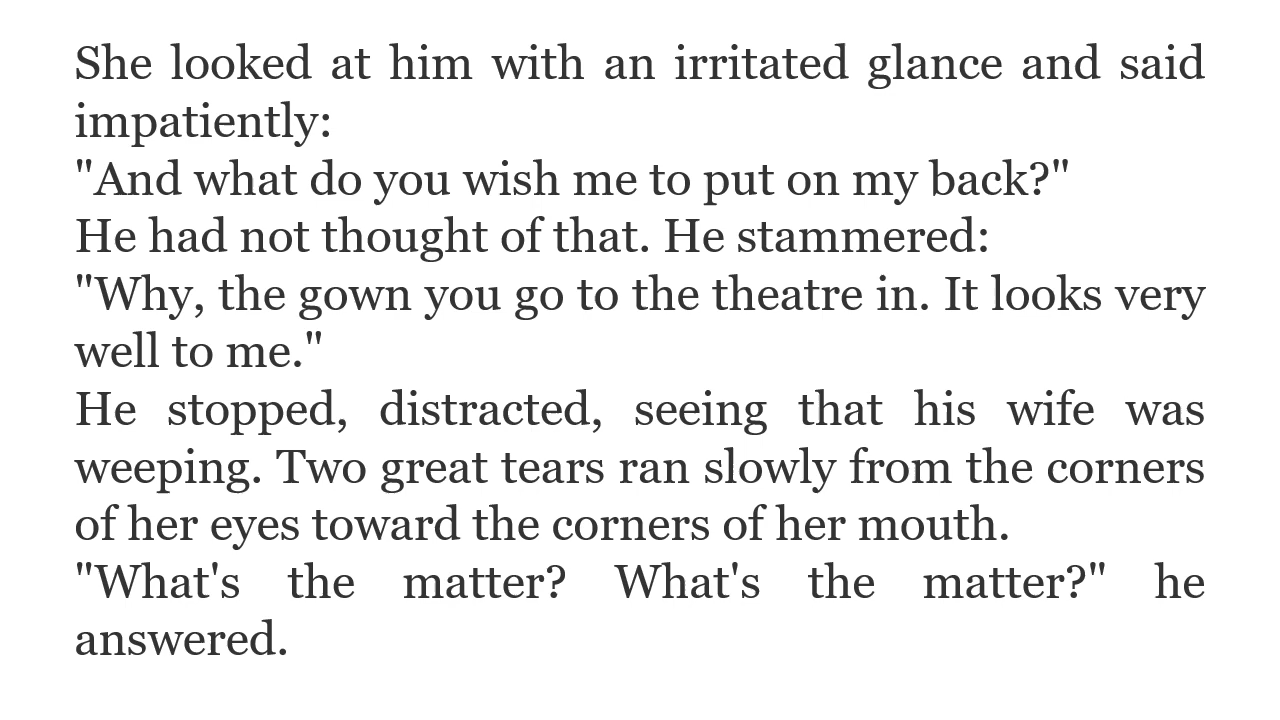 She looked at him with an irritated glance and said
impatiently:
"And what do you wish me to put on my back?"
He had not thought of that. He stammered:
"Why, the gown you go to the theatre in. It looks very
well to me."
He stopped, distracted, seeing that his wife was
weeping. Two great tears ran slowly from the corners
of her eyes toward the corners of her mouth.
"What's the matter? What's the matter?" he
answered.